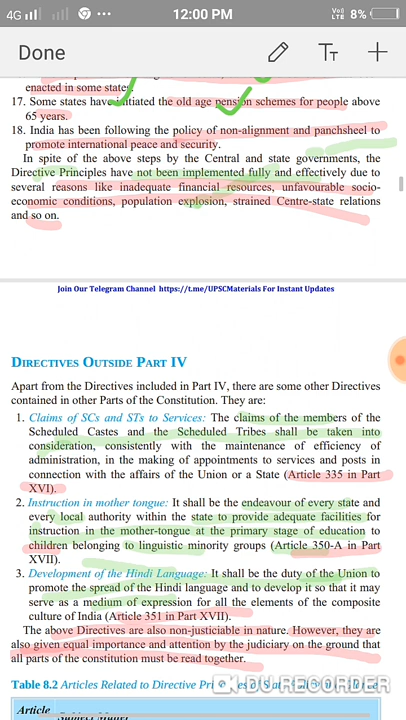 4G 12:00 PM VoD LTE 8%
Done TT +
enacted in some states.
17. Some states have initiated the old age pension schemes for people above
65 years.
18. India has been following the policy of non-alignment and panchsheel to
promote international peace and security.
In spite of the above steps by the Central and state governments, the
Directive Principles have not been implemented fully and effectively due to
several reasons like inadequate financial resources, unfavourable socio-
economic conditions, population explosion, strained Centre-state relations
and so on.
Join Our Telegram Channel https://t.me/UPSCMaterials For Instant Updates
DIRECTIVES OUTSIDE PART IV
Apart from the Directives included in Part IV, there are some other Directives
contained in other Parts of the Constitution. They are:
1. Claims of SCs and STs to Services: The claims of the members of the
Scheduled Castes and the Scheduled Tribes shall be taken into
consideration, consistently with the maintenance of efficiency of
administration, in the making of appointments to services and posts in
connection with the affairs of the Union or a State (Article 335 in Part
XVI).
2. Instruction in mother tongue: It shall be the endeavour of every state and
every local authority within the state to provide adequate facilities for
instruction in the mother-tongue at the primary stage of education to
children belonging to linguistic minority groups (Article 350-A in Part
XVII).
3. Development of the Hindi Language: It shall be the duty of the Union to
promote the spread of the Hindi language and to develop it so that it may
serve as a medium of expression for all the elements of the composite
culture of India (Article 351 in Part XVII).
The above Directives are also non-justiciable in nature. However, they are
also given equal importance and attention by the judiciary on the ground that
all parts of the constitution must be read together.
Table 8.2 Articles Related to Directive
DU RECORDER
Article